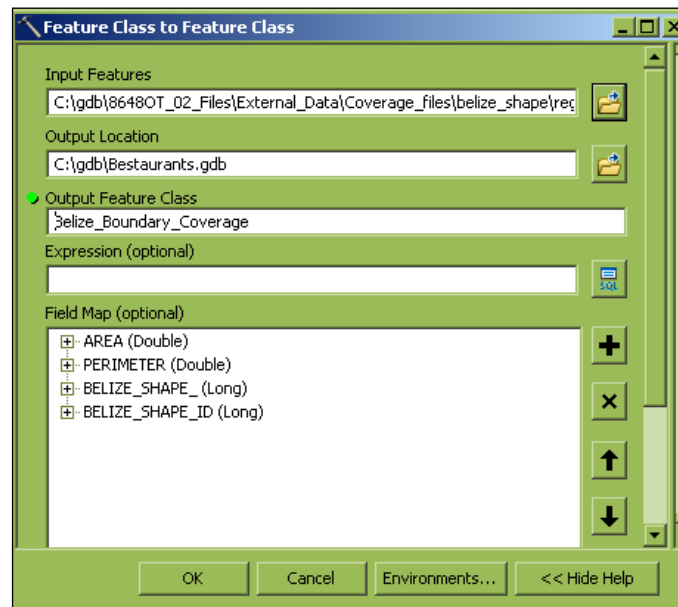 Feature Class to Feature Class
Input Features
C:\gdb\8648OT_02_Files\External_Data\Coverage_files\belize_shape\reg
Output Location
C:\gdb\Bestaurants.gdb
Output Feature Class
Belize_Boundary_Coverage
Expression (optional)
SQL
Field Map (optional)
AREA (Double)
PERIMETER (Double)
BELIZE_SHAPE_ (Long)
BELIZE_SHAPE_ID (Long)
OK Cancel Environments... << Hide Help